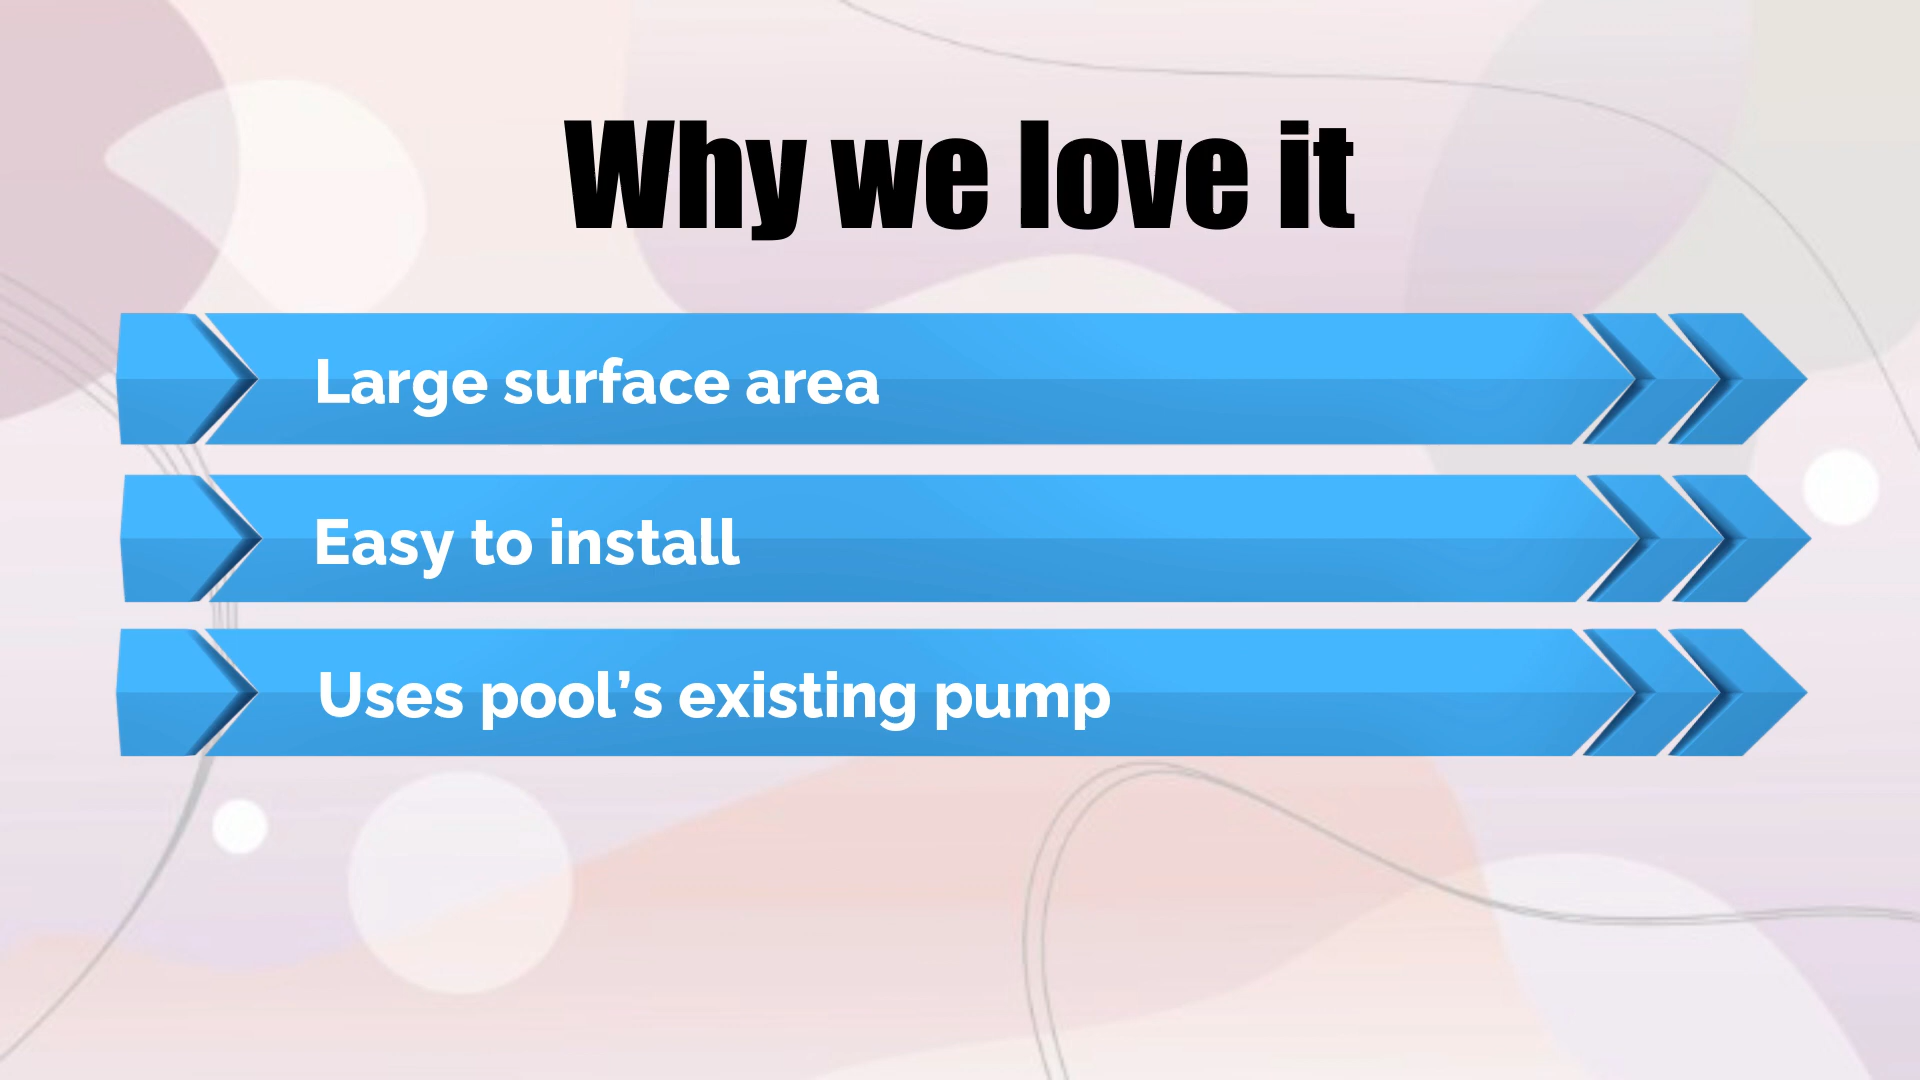 Why we love it
Large surface area
Easy to install
Uses pool’s existing pump